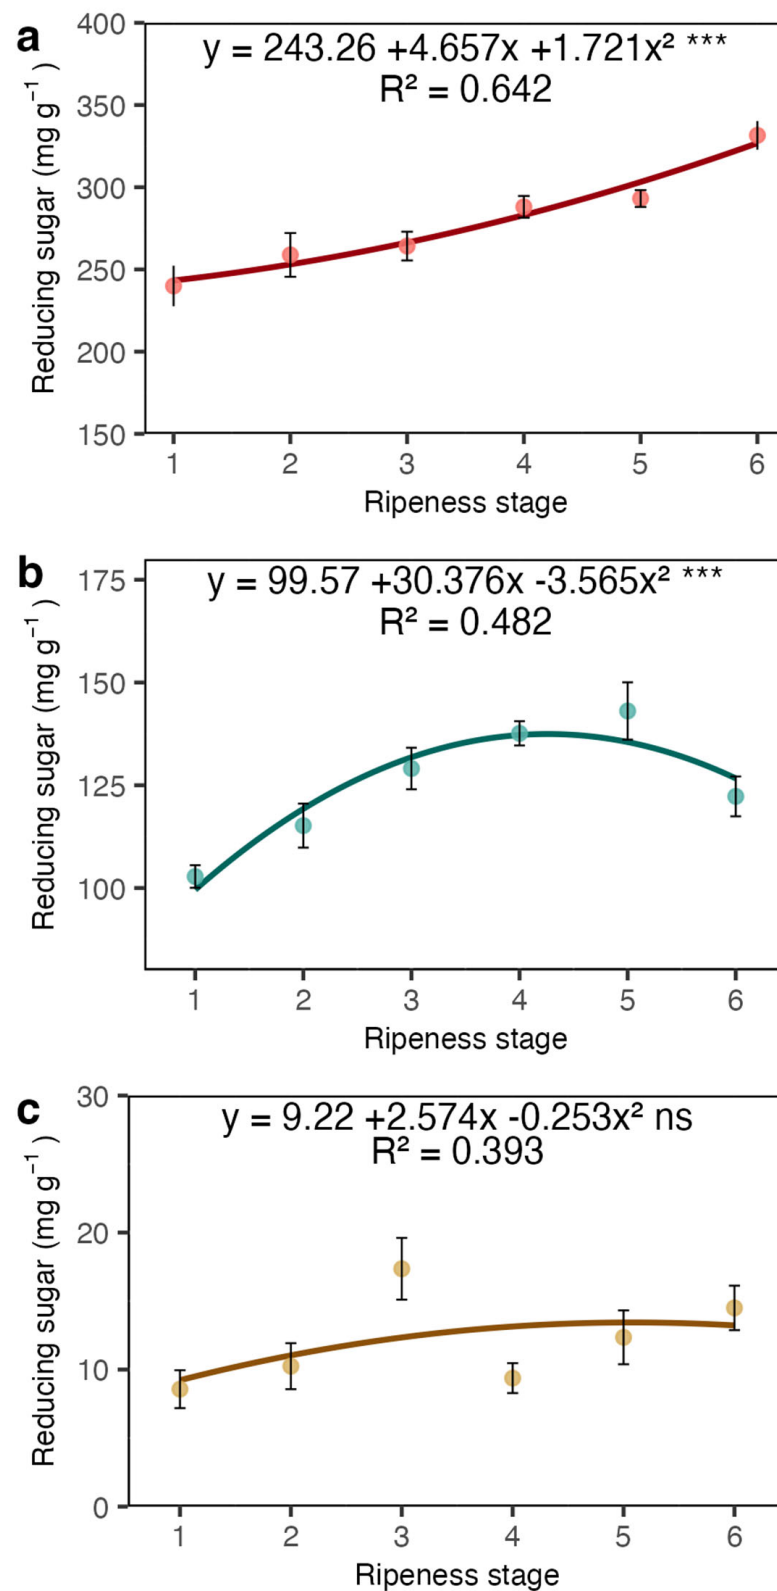 a
y = 243.26 +4.657x +1.721x² ***
R² = 0.642
Reducing sugar (mg g⁻¹ )
400
350
300
250
200
150
1 2 3 4 5 6
Ripeness stage
b
y = 99.57 +30.376x -3.565x² ***
R² = 0.482
Reducing sugar (mg g⁻¹ )
175
150
125
100
1 2 3 4 5 6
Ripeness stage
c
y = 9.22 +2.574x -0.253x² ns
R² = 0.393
Reducing sugar (mg g⁻¹ )
30
20
10
0
1 2 3 4 5 6
Ripeness stage